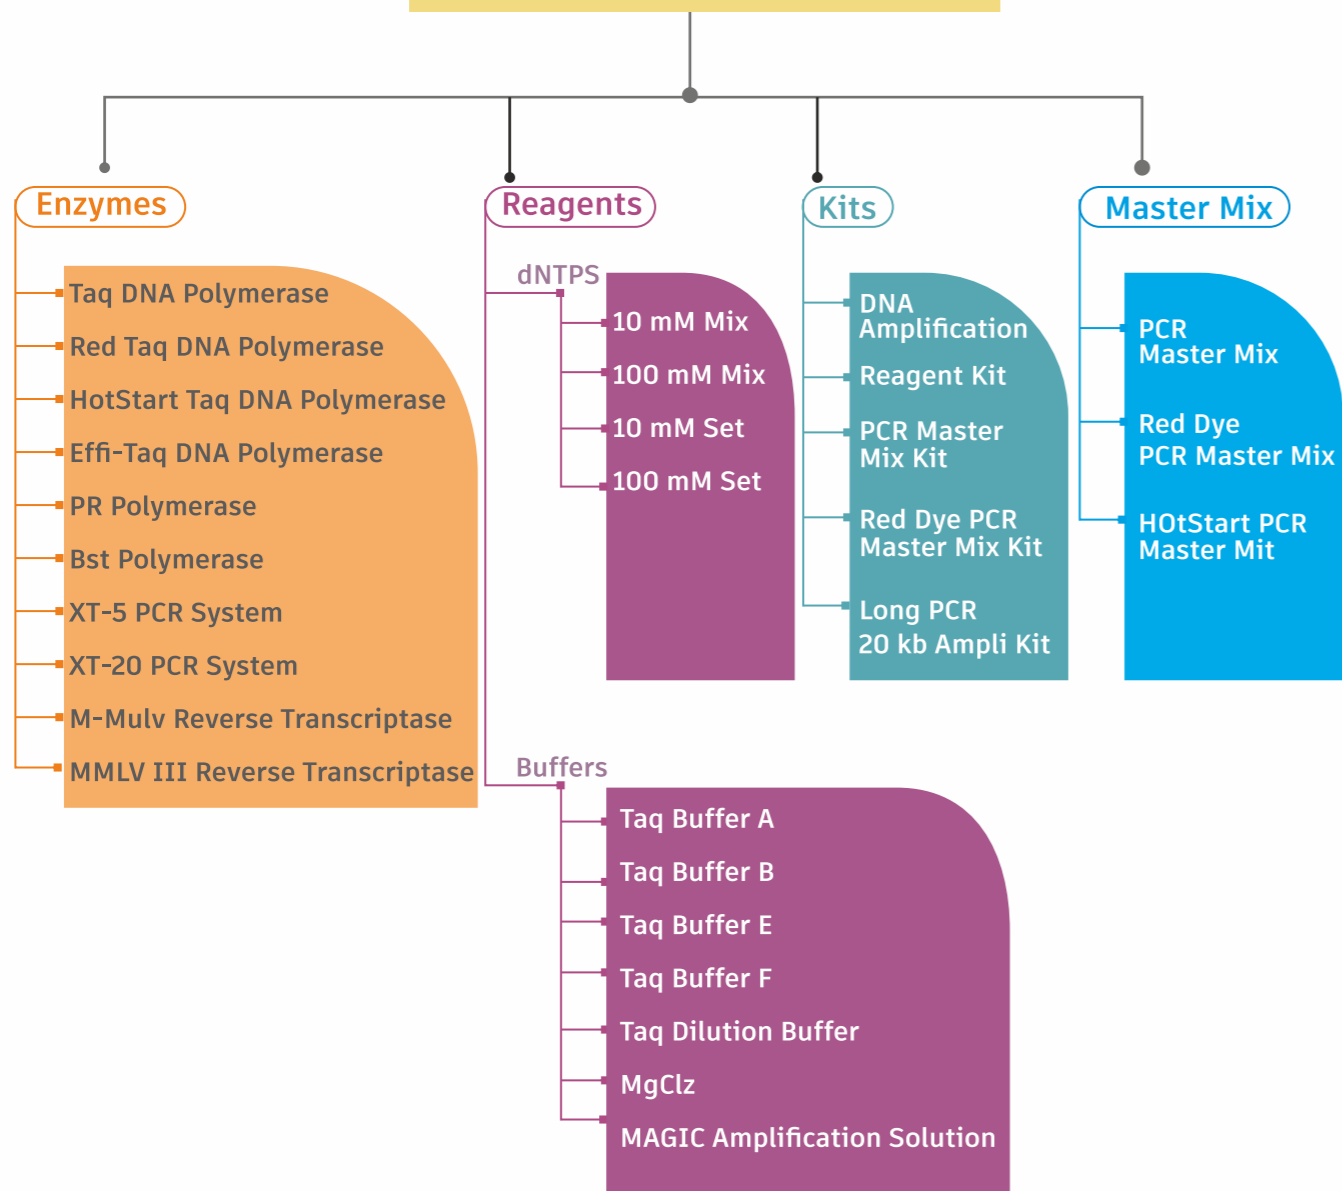 Enzymes
Taq DNA Polymerase
Red Taq DNA Polymerase
HotStart Taq DNA Polymerase
Effi-Taq DNA Polymerase
PR Polymerase
Bst Polymerase
XT-5 PCR System
XT-20 PCR System
M-Mulv Reverse Transcriptase
MMLV III Reverse Transcriptase
Reagents
dNTPS
10 mM Mix
100 mM Mix
10 mM Set
100 mM Set
Buffers
Taq Buffer A
Taq Buffer B
Taq Buffer E
Taq Buffer F
Taq Dilution Buffer
MgClz
MAGIC Amplification Solution
Kits
DNA
Amplification
Reagent Kit
PCR Master
Mix Kit
Red Dye PCR
Master Mix Kit
Long PCR
20 kb Ampli Kit
Master Mix
PCR
Master Mix
Red Dye
PCR Master Mix
HOtStart PCR
Master Mit